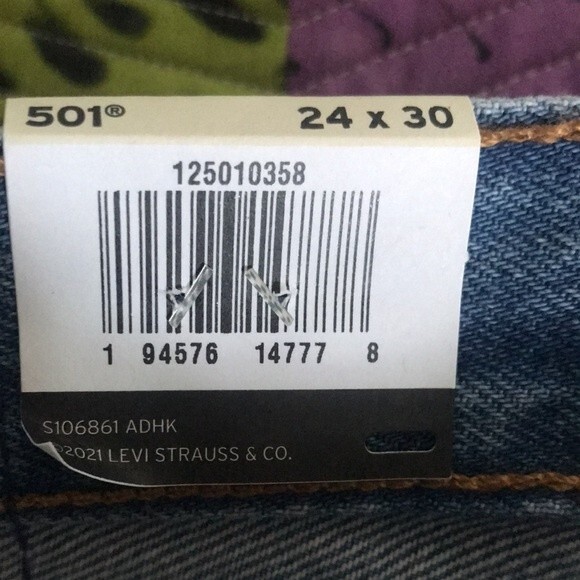 501® 24 x 30
125010358
1 94576 14777 8
S106861 ADHK
2021 LEVI STRAUSS & CO.